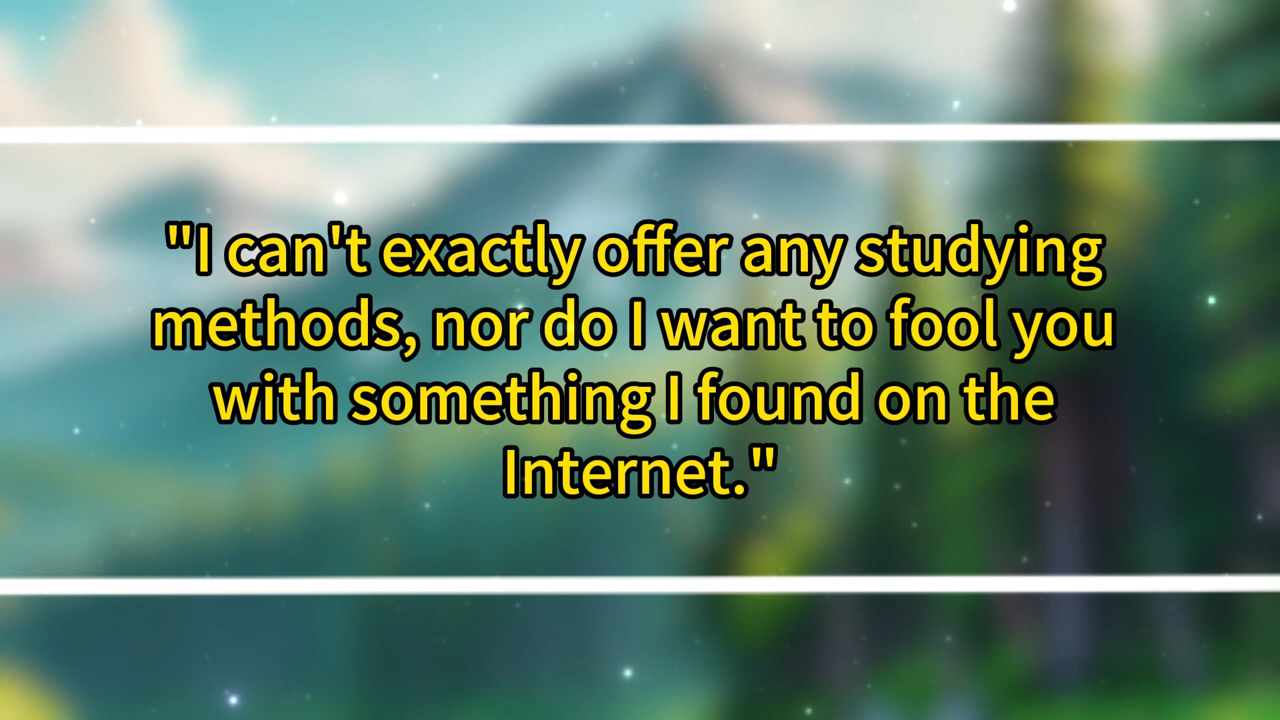 "I can't exactly offer any studying
methods, nor do I want to fool you
with something I found on the
Internet."